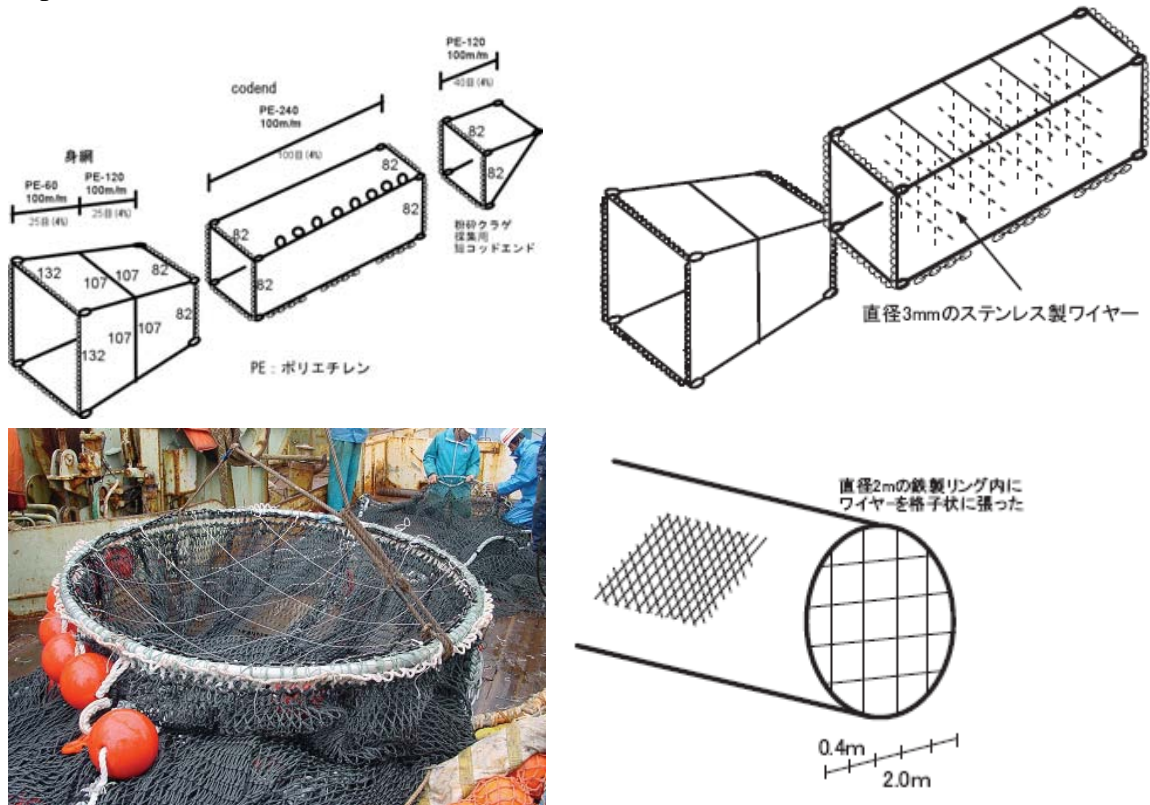 身網
PE-60
100m/m
25目(4%)
PE-120
100m/m
25目(4%)
132
107
107
82
132
107
107
82
codend
PE-240
100m/m
100目(4%)
82
82
82
82
PE-120
100m/m
40目(4%)
82
82
粉砕クラゲ
採集用
短コッドエンド
PE:ポリエチレン
直径3mmのステンレス製ワイヤー
直径2mの鉄製リング内に
ワイヤーを格子状に張った
0.4m
2.0m